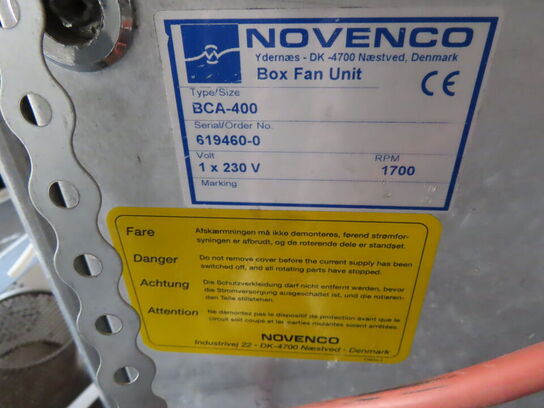 NOVENCO
Ydernæs - DK -4700 Næstved, Denmark
Box Fan Unit
CE
Type/Size
BCA-400
Serial/Order No.
619460-0
Volt RPM
1 x 230 V 1700
Marking
Fare Afskærmningen må ikke demonteres, førend strømfor-
syningen er afbrudt, og de roterende dele er standset.
Danger Do not remove cover before the current supply has been
switched off, and all rotating parts have stopped.
Achtung Die Schutzverkleidung darf nicht entfernt werden, bevor
die Stromversorgung ausgeschaltet ist, und die rotieren-
den Teile stillstehen.
Attention Ne démontez pas le dispositif de protection avant que le
circuit soit coupé et les parties mobiles soient arrêtées.
NOVENCO
Industrivej 22 - DK-4700 Næstved - Denmark